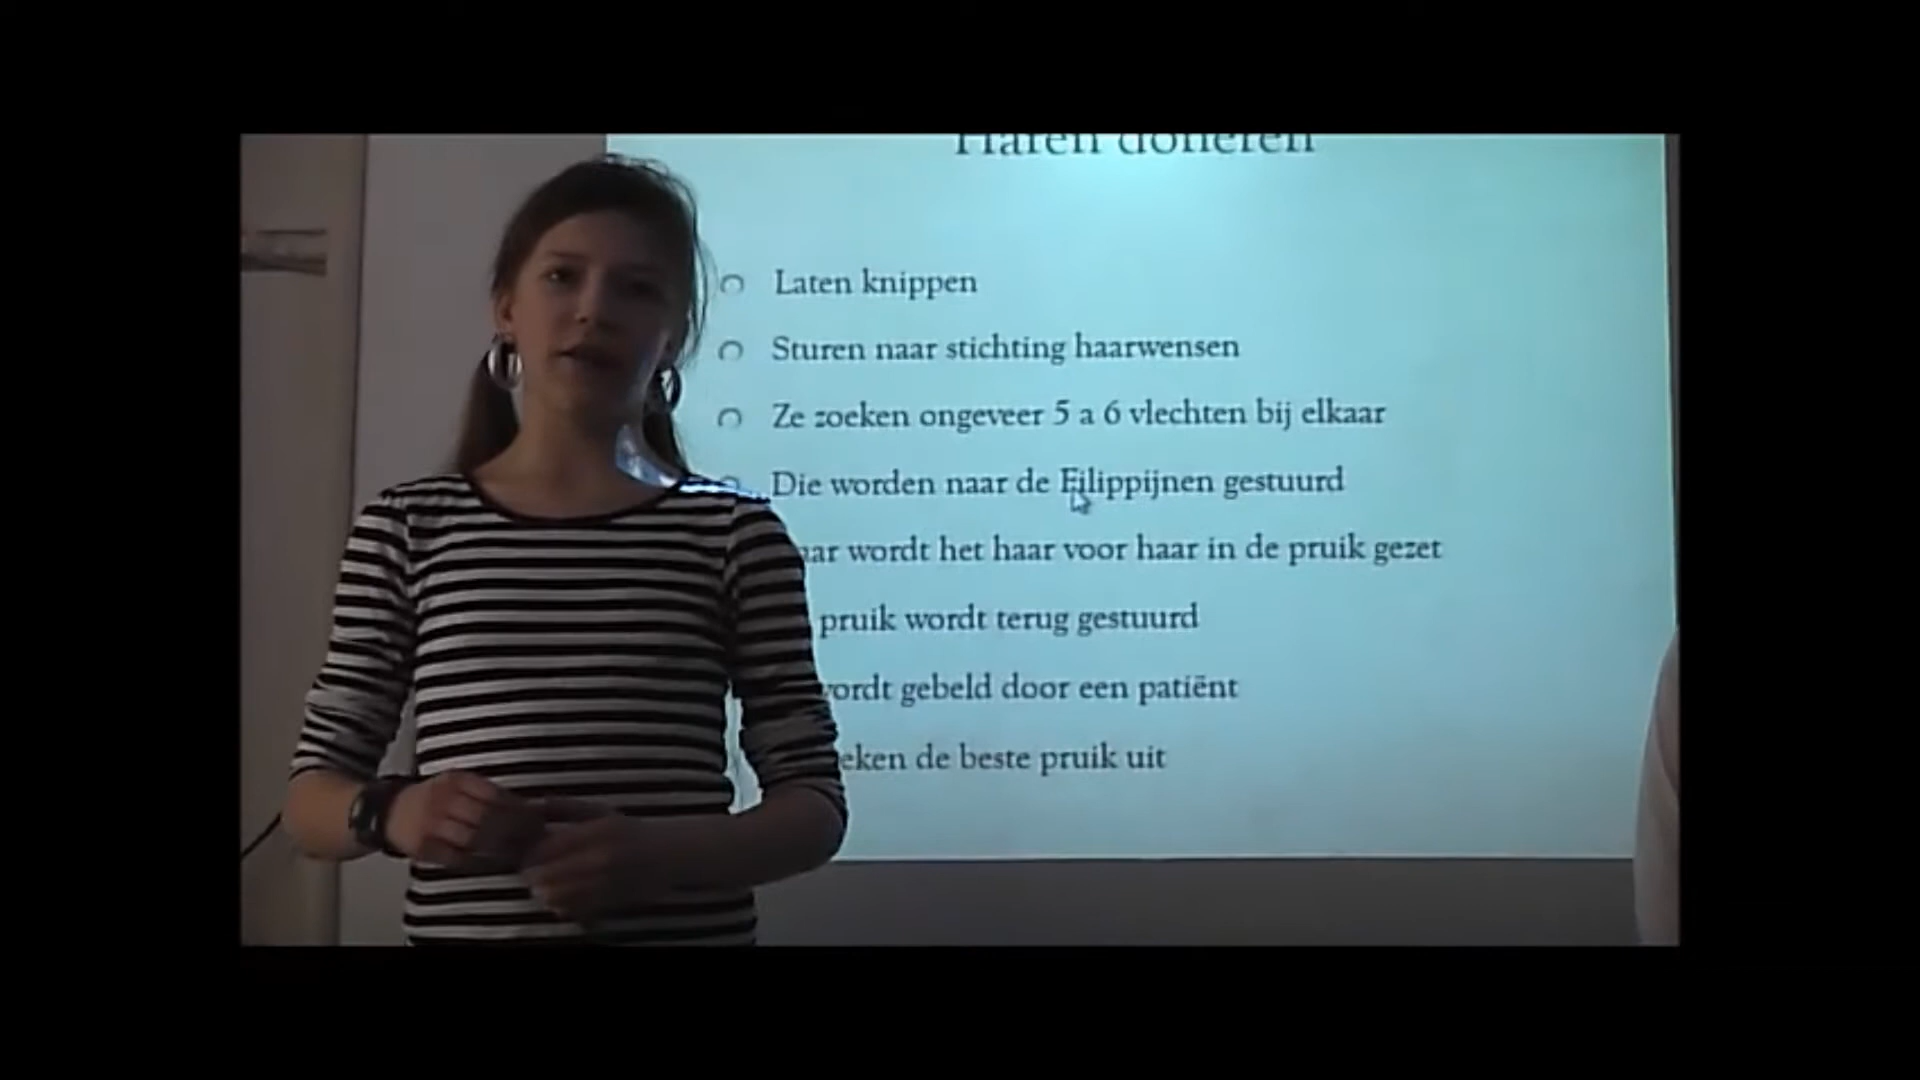 Haren doneren
Laten knippen
Sturen naar stichting haarwensen
Ze zoeken ongeveer 5 a 6 vlechten bij elkaar
Die worden naar de Filippijnen gestuurd
wordt het haar voor haar in de pruik gezet
pruik wordt terug gestuurd
gebeld door een patiënt
de beste pruik uit